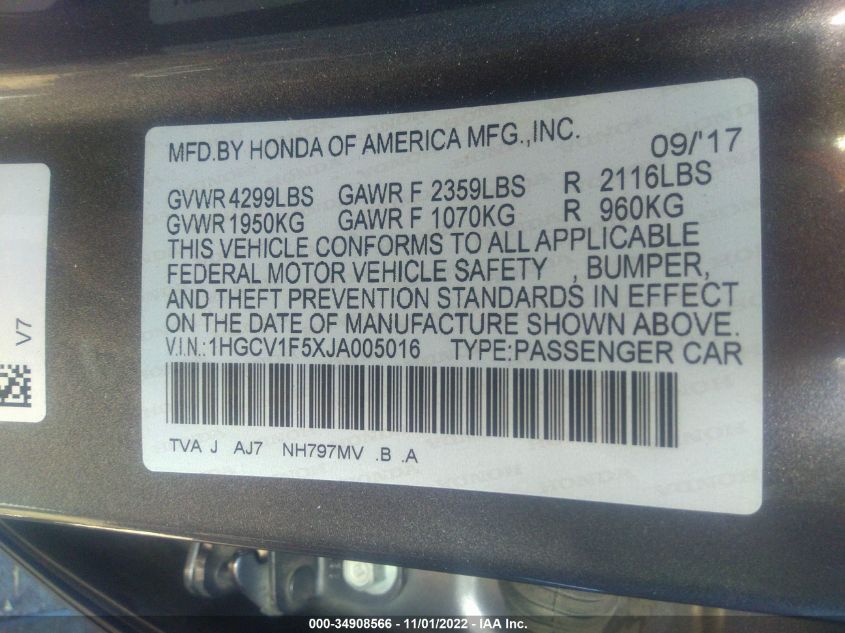 MFD.BY HONDA OF AMERICA MFG.,INC. 09/'17
GVWR 4299LBS GAWR F 2359LBS R 2116LBS
GVWR 1950KG GAWR F 1070KG R 960KG
THIS VEHICLE CONFORMS TO ALL APPLICABLE
FEDERAL MOTOR VEHICLE SAFETY , BUMPER,
AND THEFT PREVENTION STANDARDS IN EFFECT
ON THE DATE OF MANUFACTURE SHOWN ABOVE.
V.I.N.:1HGCV1F5XJA005016 TYPE:PASSENGER CAR
TVA J AJ7 NH797MV .B .A
V7
000-34908566 - 11/01/2022 - IAA Inc.